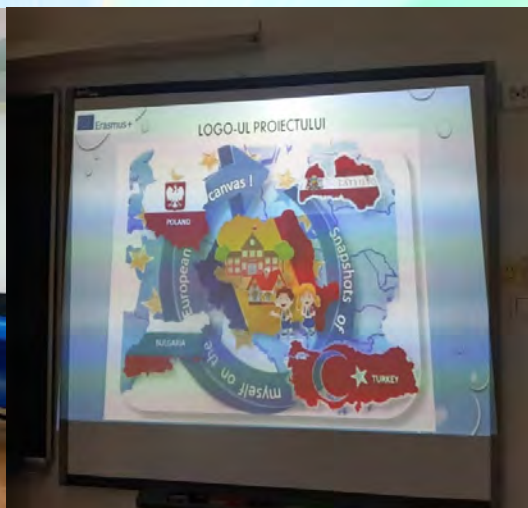 Erasmus+
LOGO-UL PROIECTULUI
POLAND
LATVIA
BULGARIA
TURKEY
Snapshots of
myself on the
European
canvas !